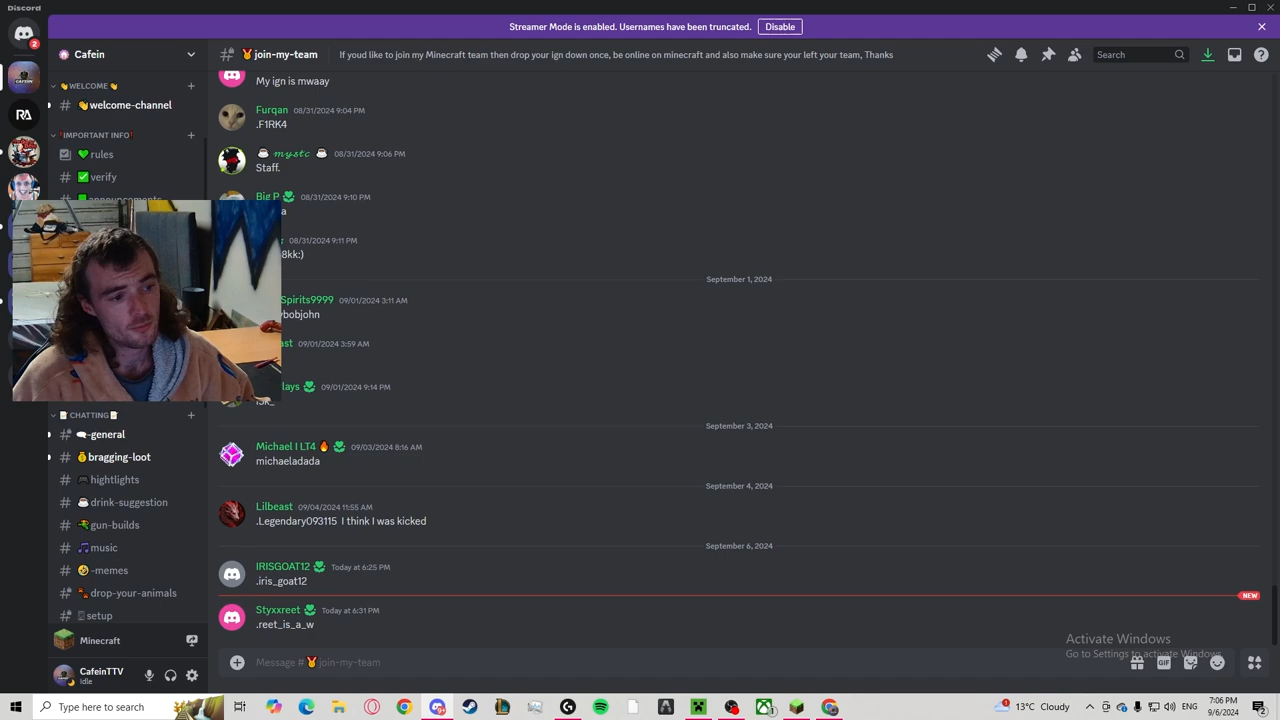 Discord
Streamer Mode is enabled. Usernames have been truncated.
Disable
2
Cafein
join-my-team
If youd like to join my Minecraft team then drop your ign down once, be online on minecraft and also make sure your left your team, Thanks
Search
WELCOME
welcome-channel
IMPORTANT INFO
rules
verify
announcements
RA
CHATTING
-general
bragging-loot
hightlights
drink-suggestion
gun-builds
music
-memes
drop-your-animals
setup
Minecraft
CafeinTTV
Idle
My ign is mwaay
Furqan 08/31/2024 9:04 PM
.F1RK4
mystc 08/31/2024 9:06 PM
Staff.
Big P 08/31/2024 9:10 PM
08/31/2024 9:11 PM
8kk:)
September 1, 2024
Spirits9999 09/01/2024 3:11 AM
ybobjohn
ast 09/01/2024 3:59 AM
lays 09/01/2024 9:14 PM
September 3, 2024
Michael I LT4 09/03/2024 8:16 AM
michaeladada
September 4, 2024
Lilbeast 09/04/2024 11:55 AM
.Legendary093115 I think I was kicked
September 6, 2024
IRISGOAT12 Today at 6:25 PM
.iris_goat12
NEW
Styxxreet Today at 6:31 PM
.reet_is_a_w
Message # join-my-team
GIF
Activate Windows
Go to Settings to activate Windows.
Type here to search
13°C Cloudy
7:06 PM
9/6/2024